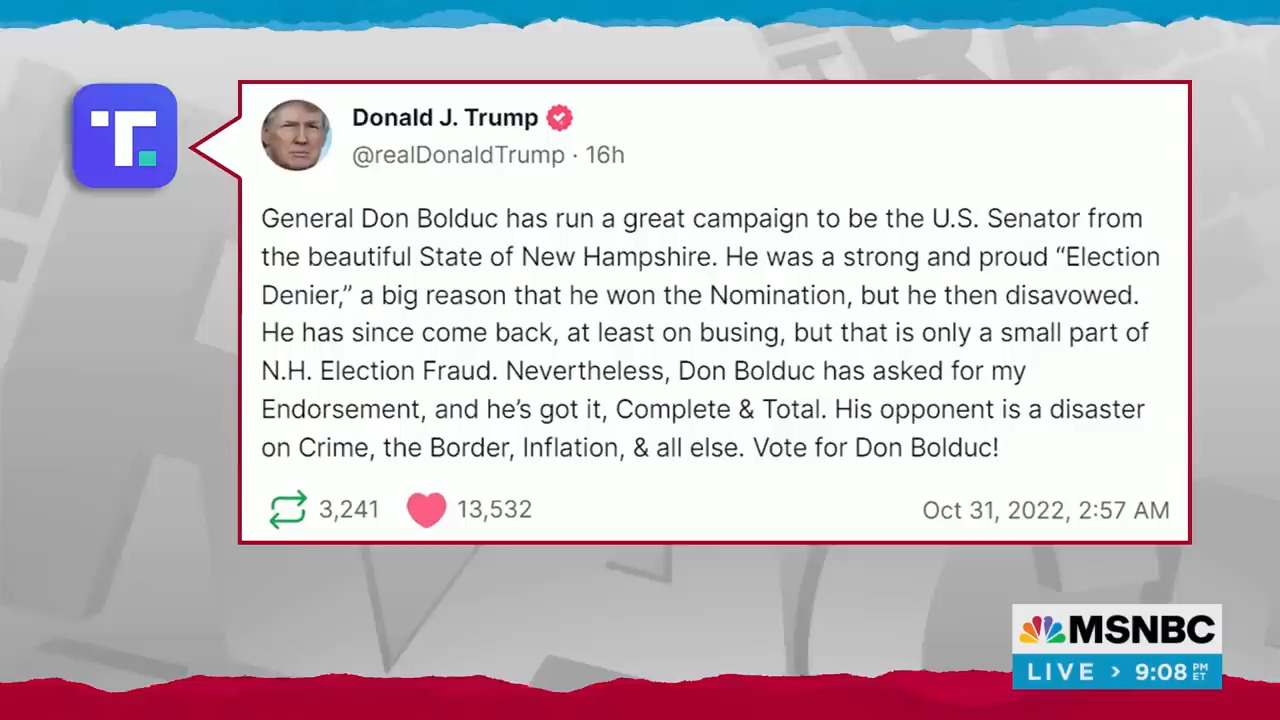 T.
Donald J. Trump
@realDonaldTrump · 16h
General Don Bolduc has run a great campaign to be the U.S. Senator from
the beautiful State of New Hampshire. He was a strong and proud “Election
Denier,” a big reason that he won the Nomination, but he then disavowed.
He has since come back, at least on busing, but that is only a small part of
N.H. Election Fraud. Nevertheless, Don Bolduc has asked for my
Endorsement, and he’s got it, Complete & Total. His opponent is a disaster
on Crime, the Border, Inflation, & all else. Vote for Don Bolduc!
3,241 13,532 Oct 31, 2022, 2:57 AM
MSNBC
LIVE > 9:08 PM ET